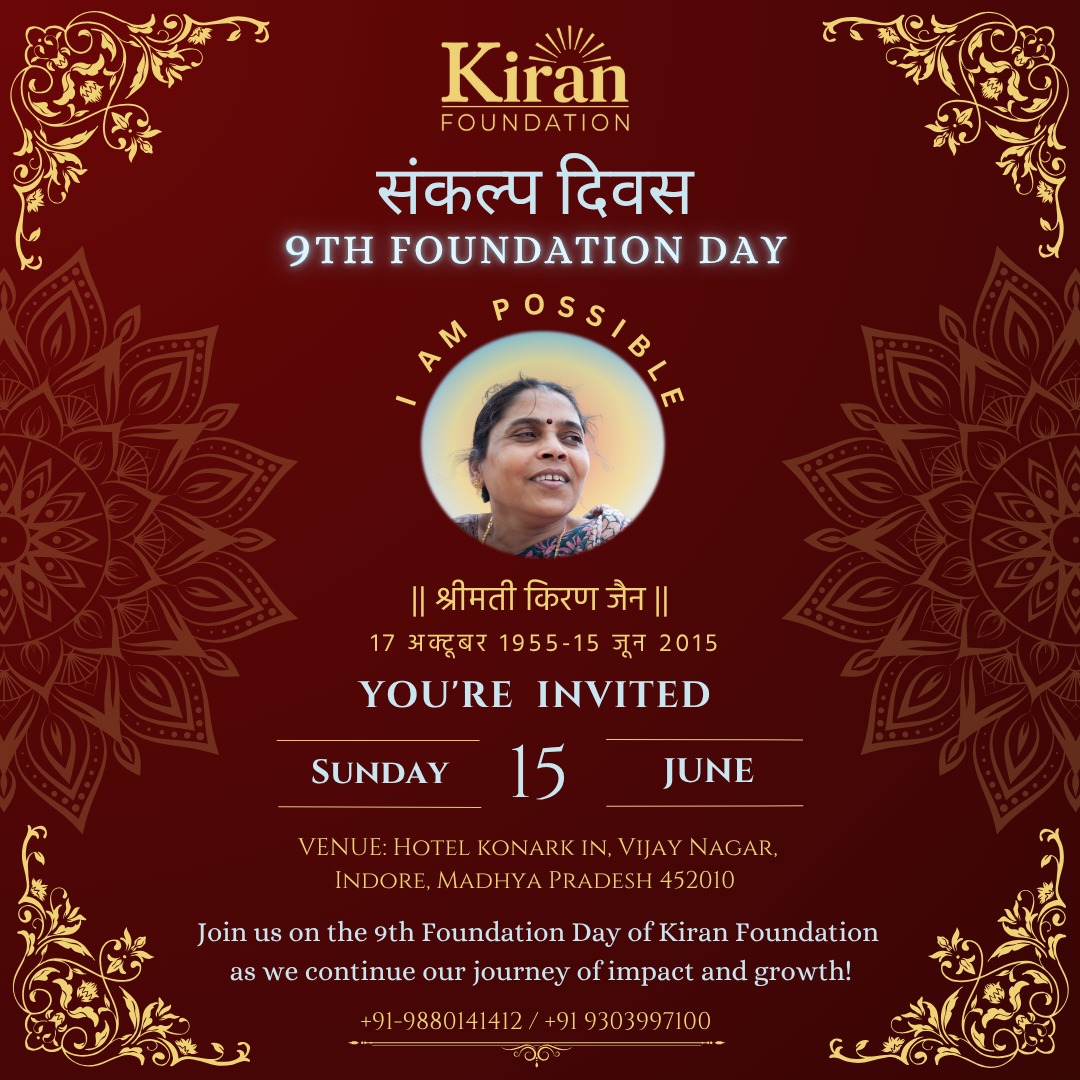 Kiran
FOUNDATION
संकल्प दिवस
9TH FOUNDATION DAY
I AM POSSIBLE
|| श्रीमती किरण जैन ||
17 अक्टूबर 1955-15 जून 2015
YOU'RE INVITED
SUNDAY 15 JUNE
VENUE: HOTEL KONARK IN, VIJAY NAGAR,
INDORE, MADHYA PRADESH 452010
Join us on the 9th Foundation Day of Kiran Foundation
as we continue our journey of impact and growth!
+91-9880141412 / +91 9303997100